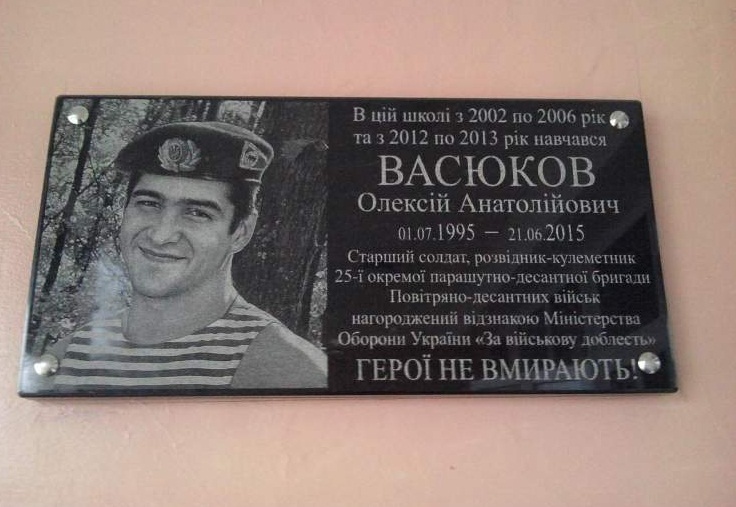 В цій школі з 2002 по 2006 рік
та з 2012 по 2013 рік навчався
ВАСЮКОВ
Олексій Анатолійович
01.07.1995 – 21.06.2015
Старший солдат, розвідник-кулеметник
25-ї окремої парашутно-десантної бригади
Повітряно-десантних військ
нагороджений відзнакою Міністерства
Оборони України «За військову доблесть»
ГЕРОЇ НЕ ВМИРАЮТЬ!